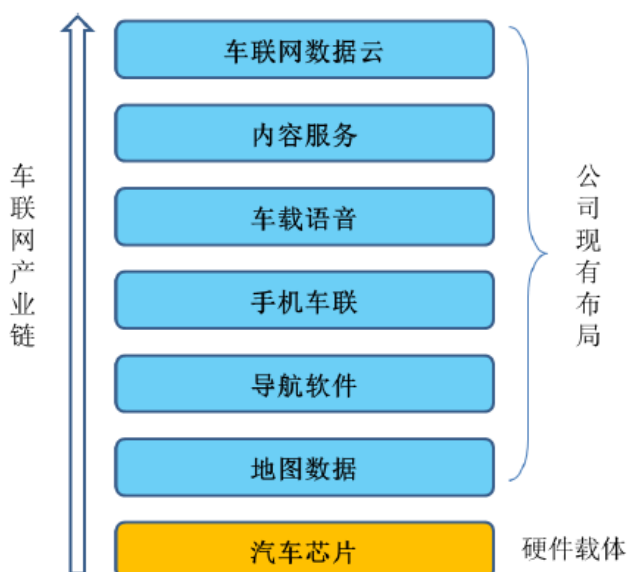 车联网数据云
内容服务
车载语音
手机车联
导航软件
地图数据
汽车芯片
车联网产业链
公司现有布局
硬件载体